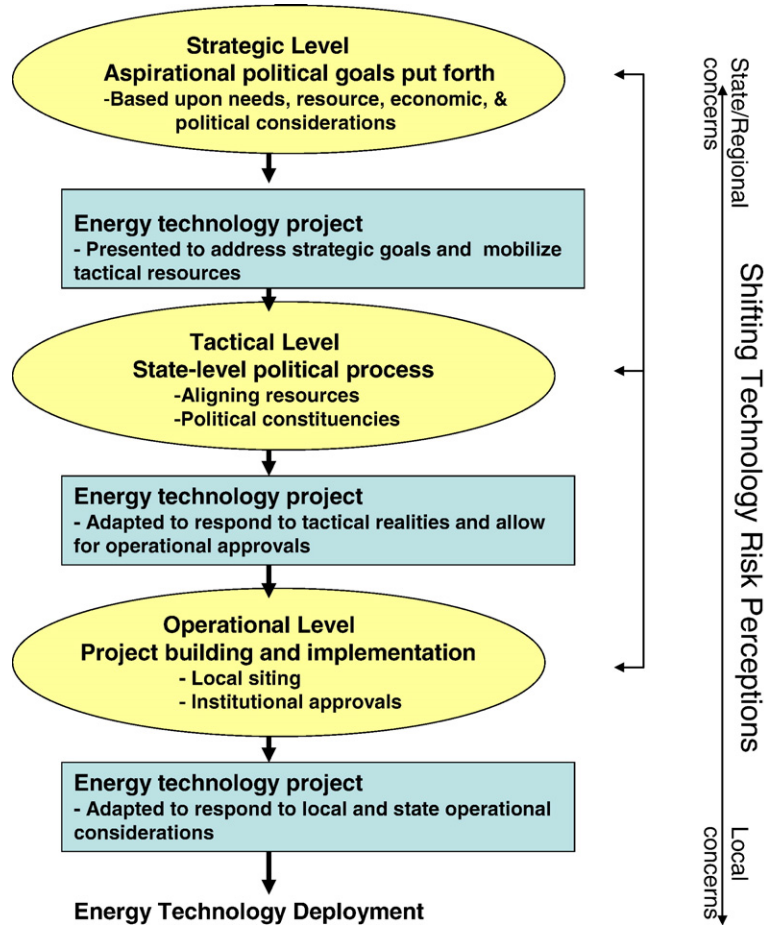 Strategic Level
Aspirational political goals put forth
-Based upon needs, resource, economic, &
political considerations
Energy technology project
- Presented to address strategic goals and mobilize
tactical resources
Tactical Level
State-level political process
-Aligning resources
-Political constituencies
Energy technology project
- Adapted to respond to tactical realities and allow
for operational approvals
Operational Level
Project building and implementation
- Local siting
- Institutional approvals
Energy technology project
- Adapted to respond to local and state operational
considerations
Energy Technology Deployment
State/Regional
concerns
Shifting Technology Risk Perceptions
Local
concerns